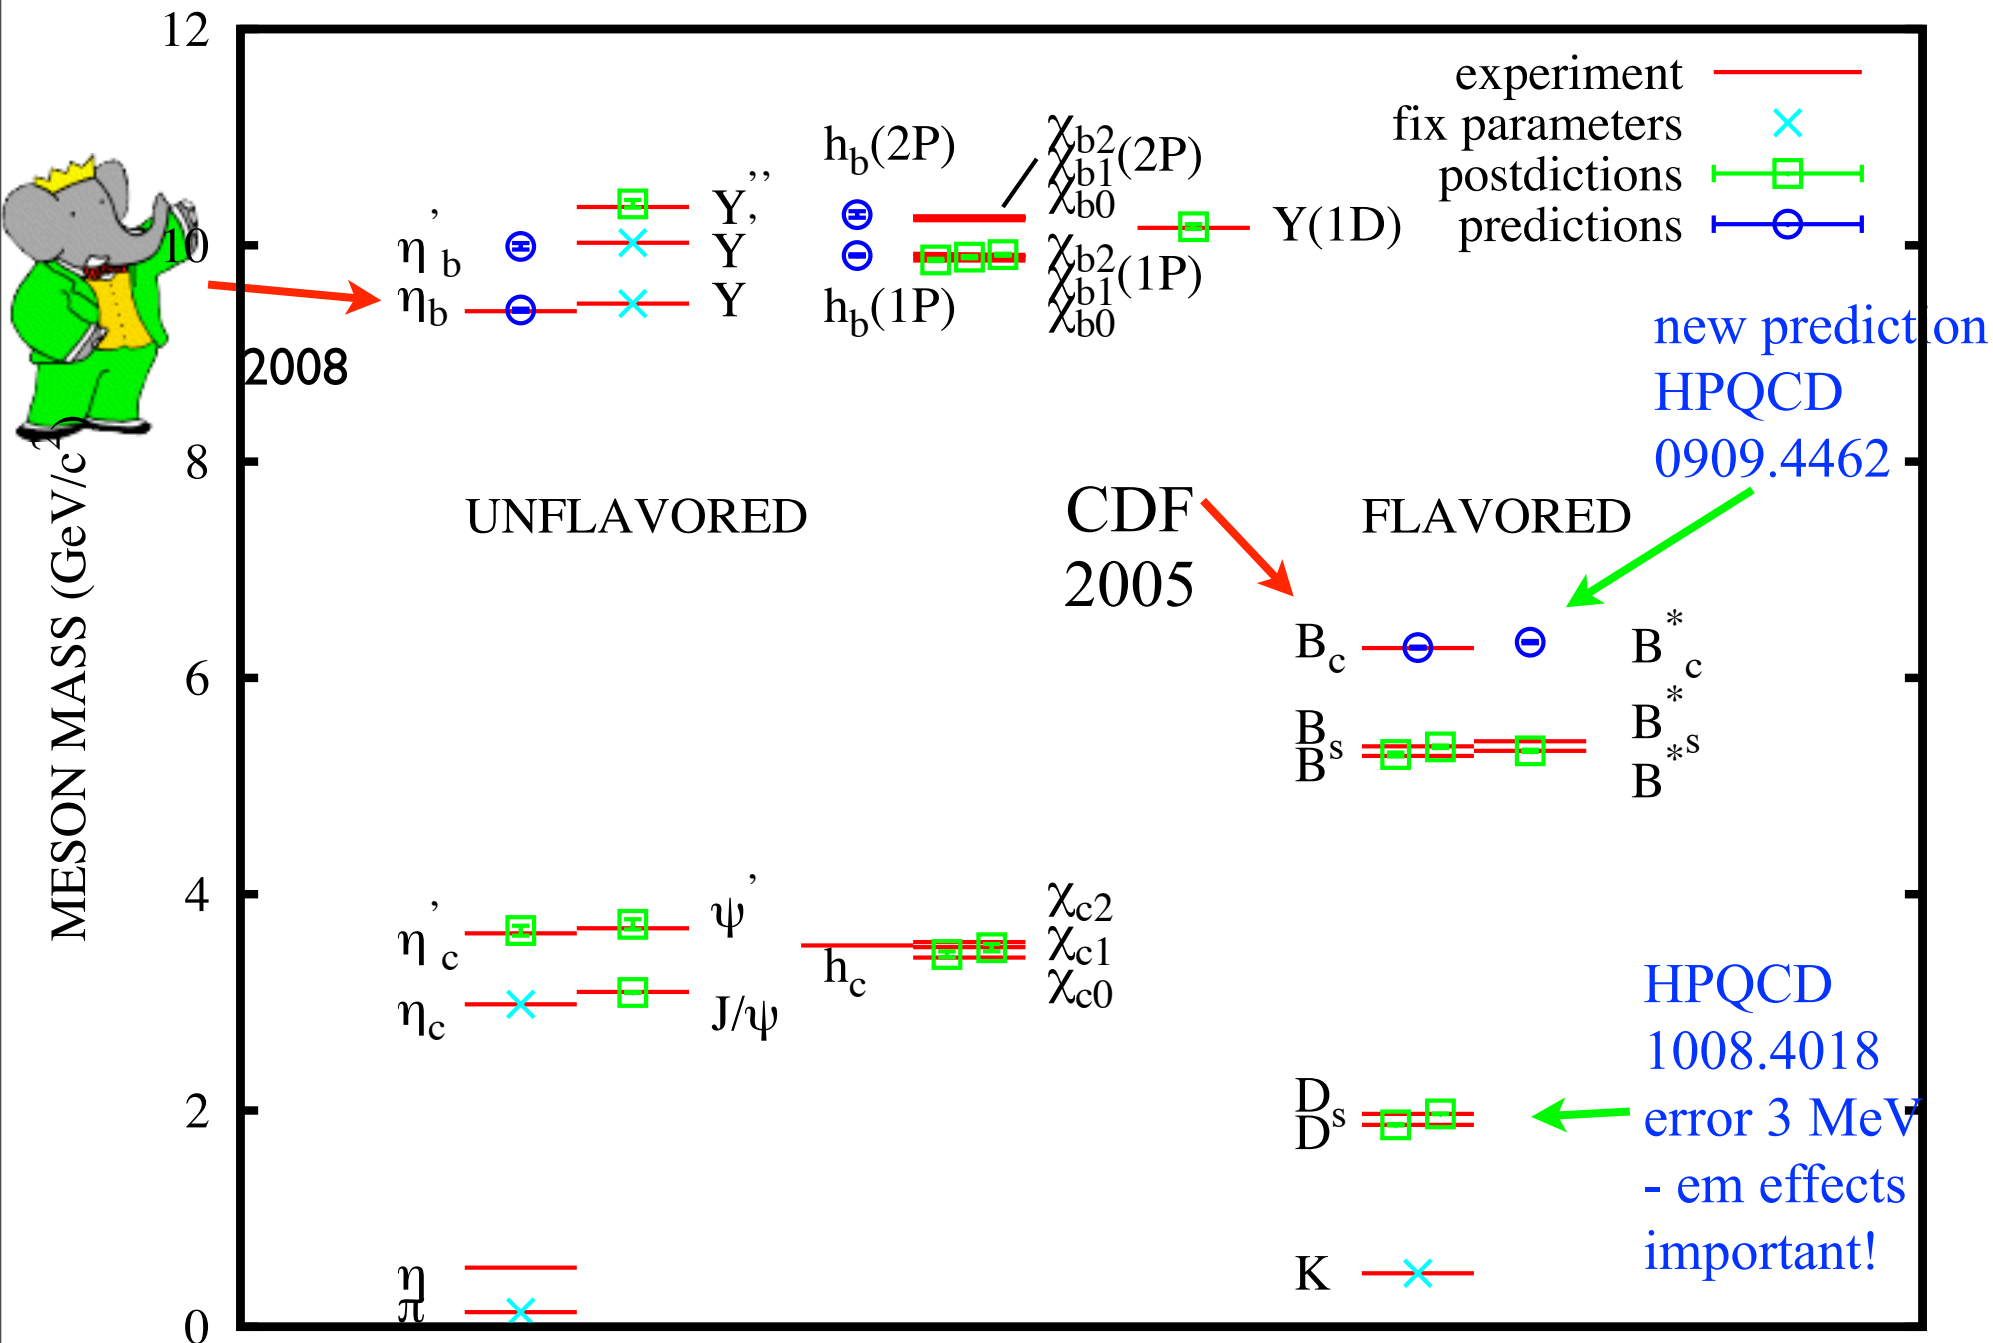 MESON MASS (GeV/c²)
12
10
8
6
4
2
0
experiment
fix parameters
postdictions
predictions
η'b
ηb
2008
Υ''
Υ'
Υ
hb(2P)
hb(1P)
χb2
χb1(2P)
χb0
χb2
χb1(1P)
χb0
Υ(1D)
new prediction
HPQCD
0909.4462
UNFLAVORED
CDF
2005
FLAVORED
Bc
B*c
Bs
B
B*s
B*
η'c
ψ'
ηc
J/ψ
hc
χc2
χc1
χc0
HPQCD
1008.4018
error 3 MeV
- em effects
important!
Ds
D
η
π
K